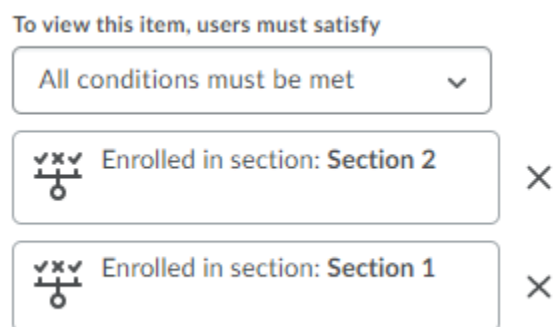 To view this item, users must satisfy
All conditions must be met
Enrolled in section: Section 2
Enrolled in section: Section 1